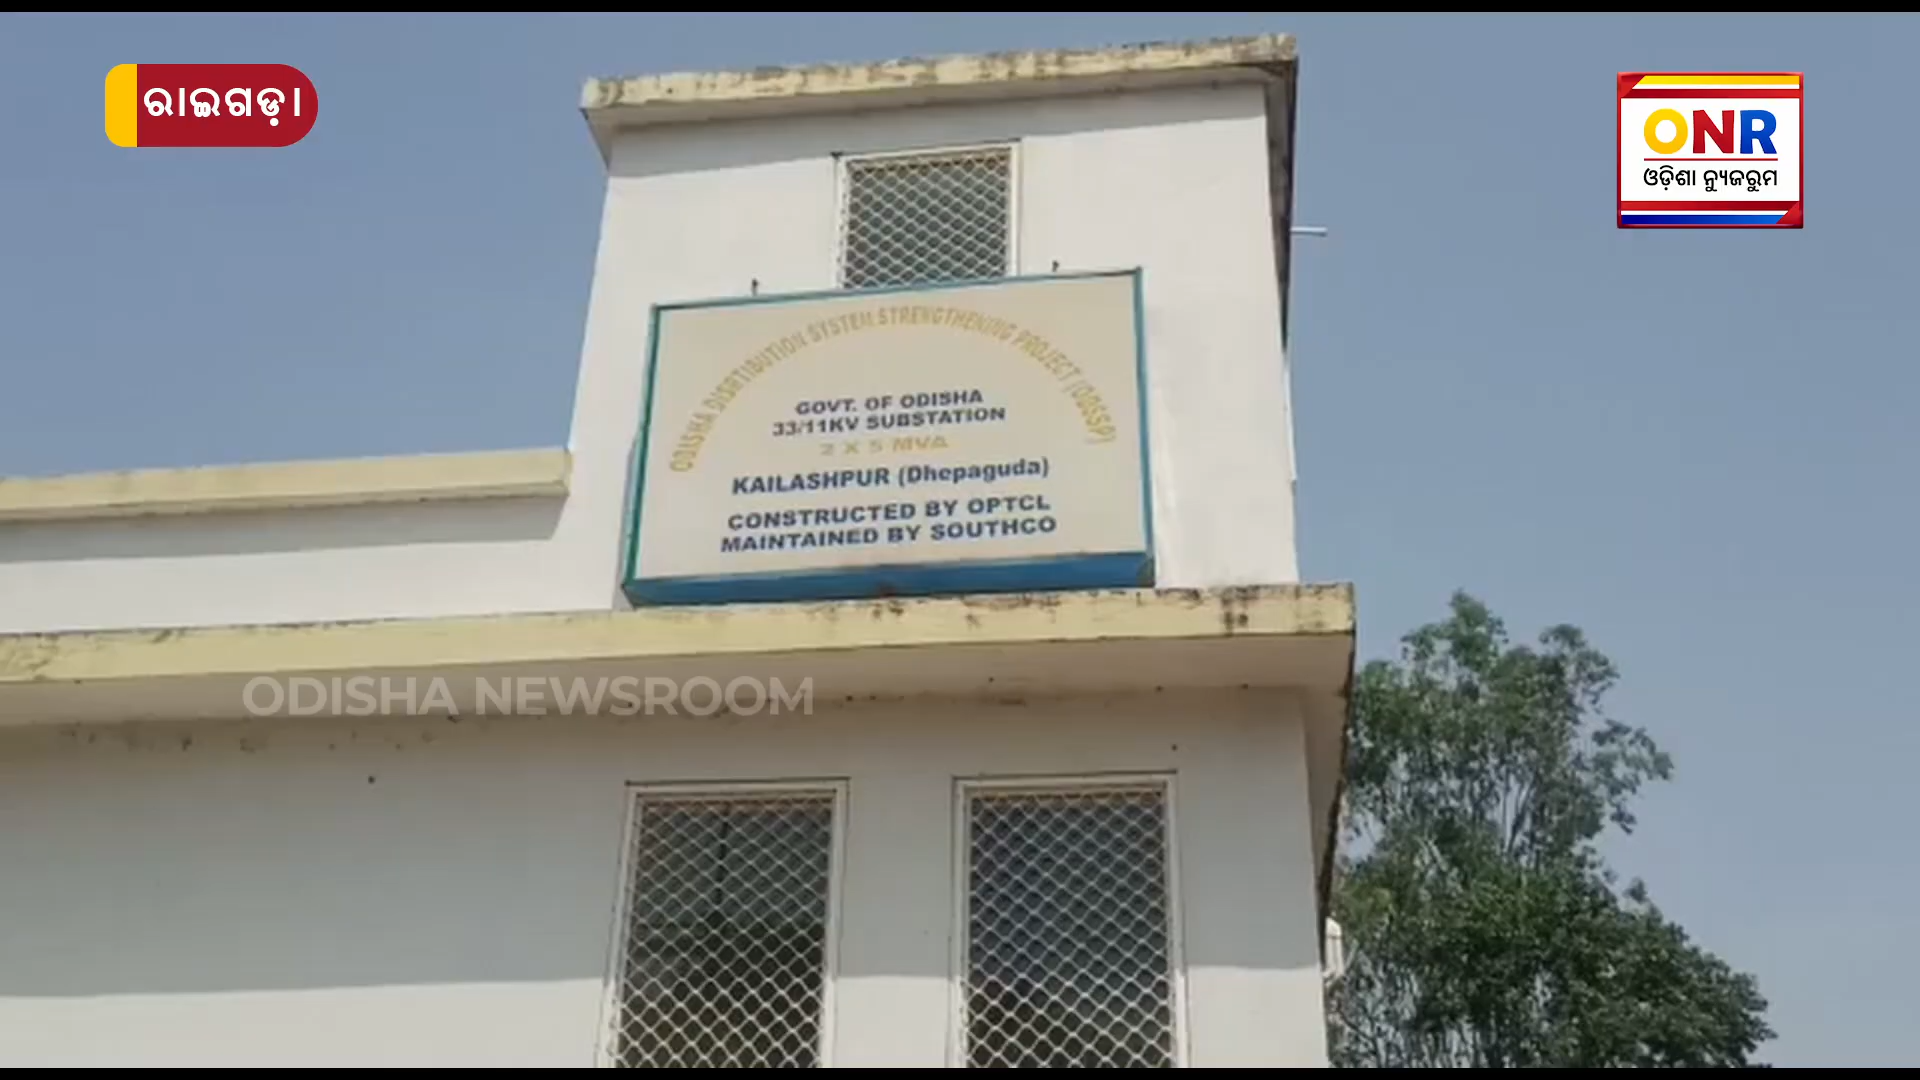 ରାଇଗଡ଼ା
ONR
ଓଡ଼ିଶା ନ୍ୟୁଜରୁମ
ODISHA DISRTIBUTION SYSTEM STRENGTHENING PROJECT (ODSSP)
GOVT. OF ODISHA
33/11KV SUBSTATION
2 X 5 MVA
KAILASHPUR (Dhepaguda)
CONSTRUCTED BY OPTCL
MAINTAINED BY SOUTHCO
ODISHA NEWSROOM